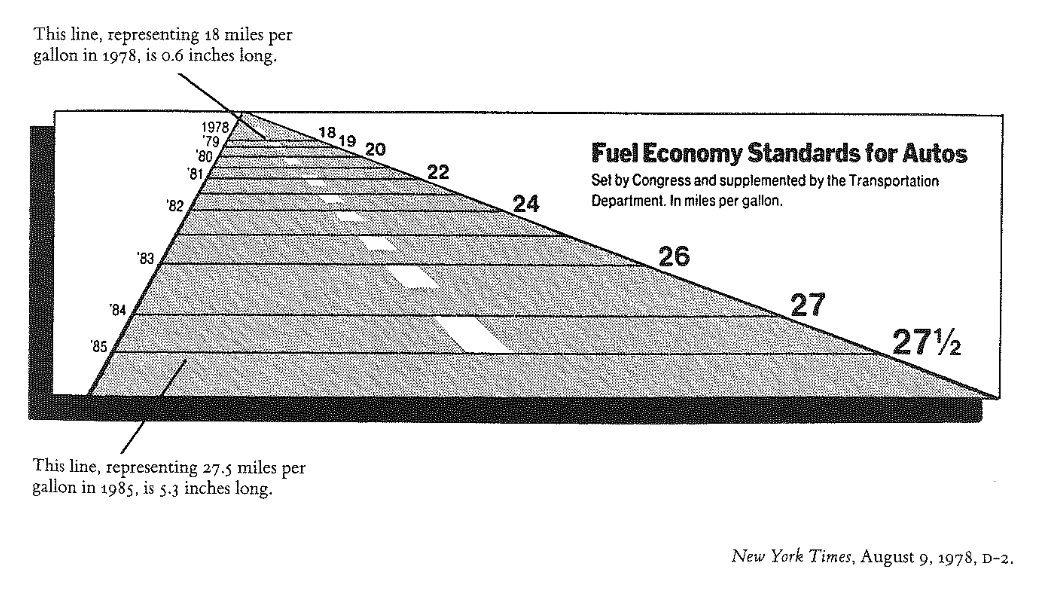 This line, representing 18 miles per
gallon in 1978, is 0.6 inches long.
Fuel Economy Standards for Autos
Set by Congress and supplemented by the Transportation
Department. In miles per gallon.
1978 18
'79 19
'80 20
'81 22
'82 24
'83 26
'84 27
'85 27½
This line, representing 27.5 miles per
gallon in 1985, is 5.3 inches long.
New York Times, August 9, 1978, D-2.